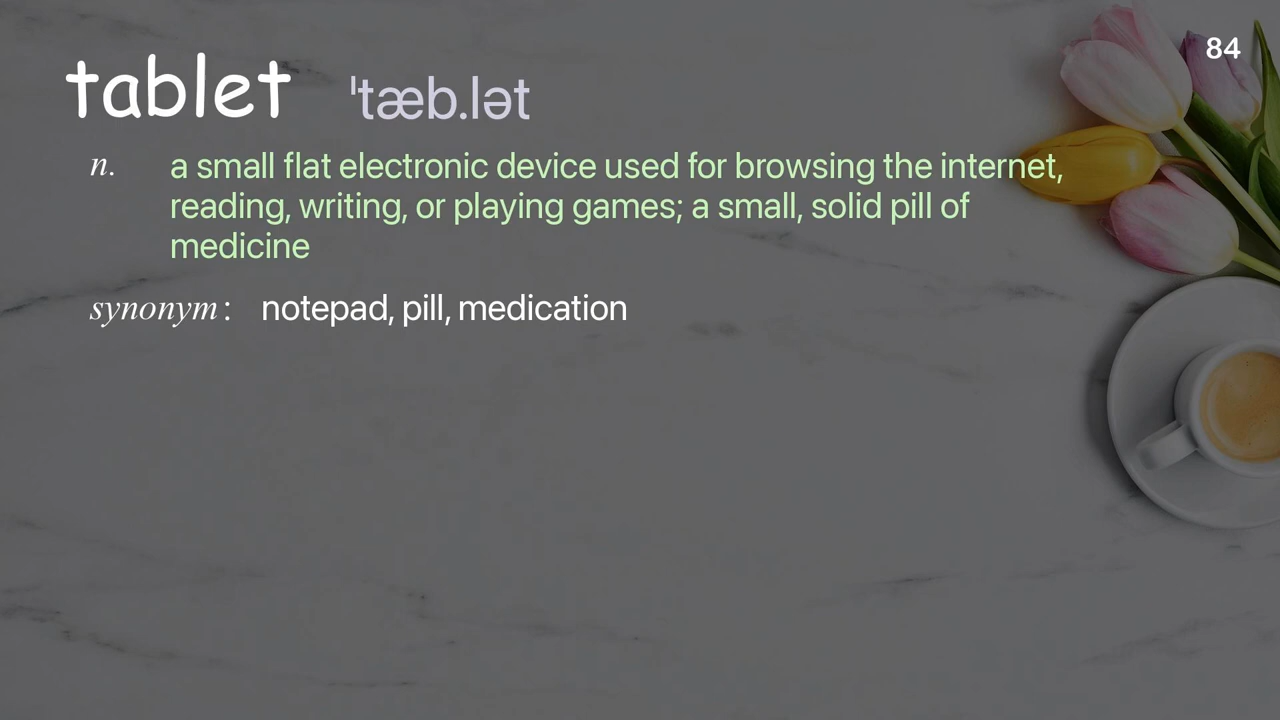 84
tablet ˈtæb.lət
n. a small flat electronic device used for browsing the internet,
reading, writing, or playing games; a small, solid pill of
medicine
synonym: notepad, pill, medication